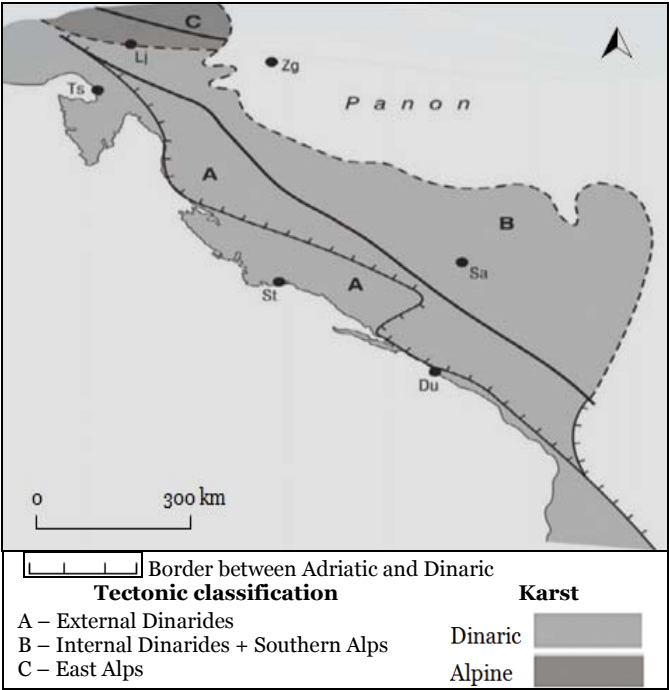 C
Lj
Zg
Ts
Panon
A
B
Sa
A
St
Du
0 300 km
Border between Adriatic and Dinaric
Tectonic classification
Karst
A – External Dinarides
B – Internal Dinarides + Southern Alps
C – East Alps
Dinaric
Alpine